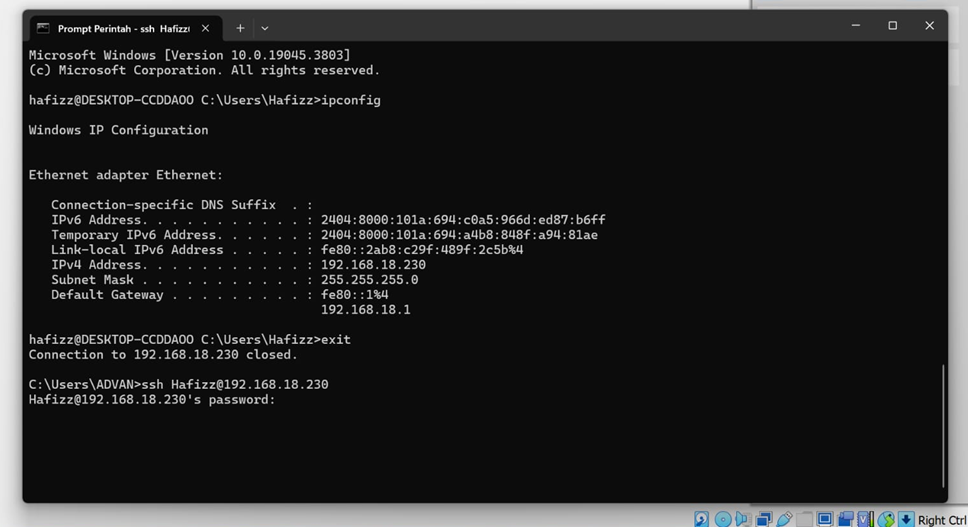 Prompt Perintah - ssh Hafizz
Microsoft Windows [Version 10.0.19045.3803]
(c) Microsoft Corporation. All rights reserved.
hafizz@DESKTOP-CCDDAOO C:\Users\Hafizz>ipconfig
Windows IP Configuration
Ethernet adapter Ethernet:
Connection-specific DNS Suffix . :
IPv6 Address. . . . . . . . . . . : 2404:8000:101a:694:c0a5:966d:ed87:b6ff
Temporary IPv6 Address. . . . . . : 2404:8000:101a:694:a4b8:848f:a94:81ae
Link-local IPv6 Address . . . . . : fe80::2ab8:c29f:489f:2c5b%4
IPv4 Address. . . . . . . . . . . : 192.168.18.230
Subnet Mask . . . . . . . . . . . : 255.255.255.0
Default Gateway . . . . . . . . . : fe80::1%4
192.168.18.1
hafizz@DESKTOP-CCDDAOO C:\Users\Hafizz>exit
Connection to 192.168.18.230 closed.
C:\Users\ADVAN>ssh Hafizz@192.168.18.230
Hafizz@192.168.18.230's password:
Right Ctrl